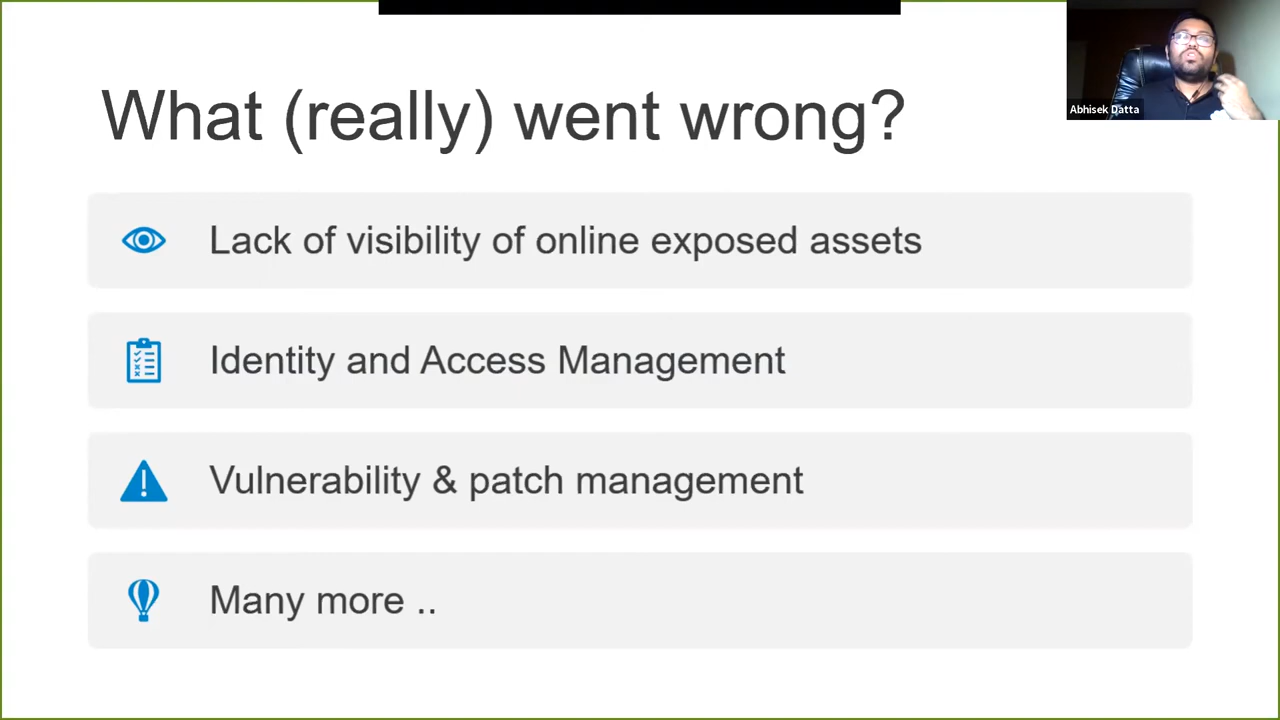 What (really) went wrong?
Abhisek Datta
Lack of visibility of online exposed assets
Identity and Access Management
Vulnerability & patch management
Many more ..